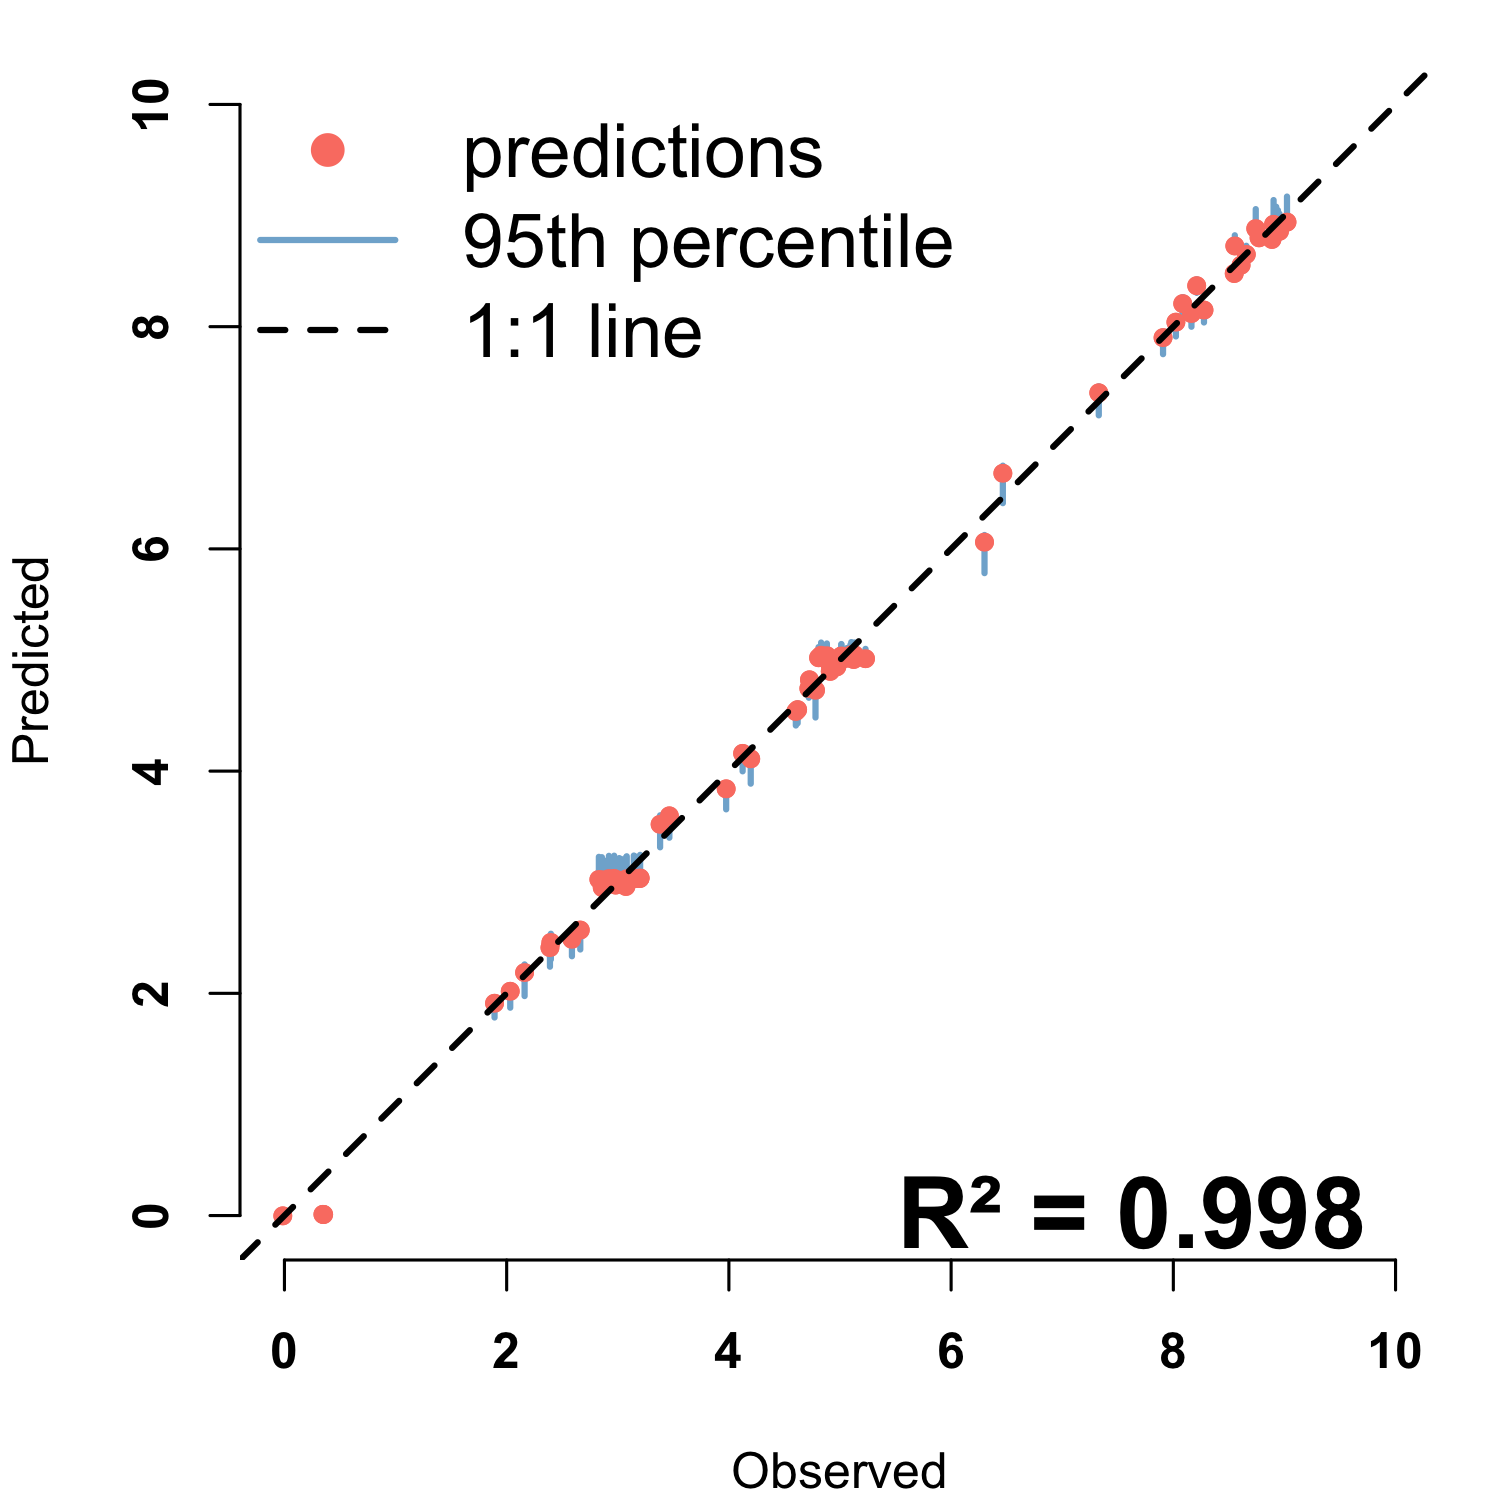 predictions
95th percentile
1:1 line
10
8
6
4
2
0
Predicted
R² = 0.998
0 2 4 6 8 10
Observed